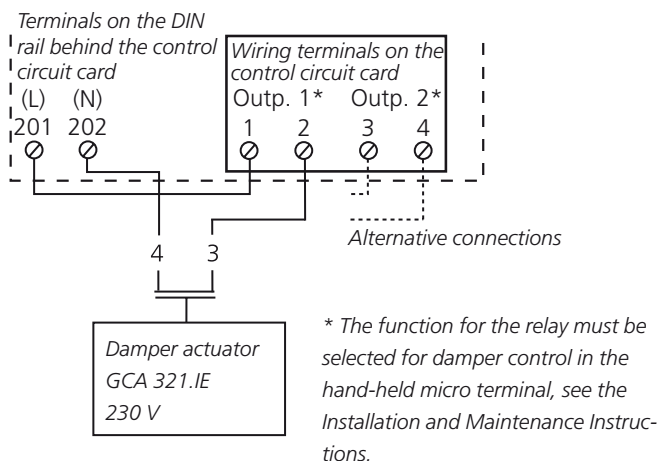 Terminals on the DIN
rail behind the control
circuit card
(L) (N)
201 202
Wiring terminals on the
control circuit card
Outp. 1* Outp. 2*
1 2 3 4
Alternative connections
4 3
Damper actuator
GCA 321.IE
230 V
* The function for the relay must be
selected for damper control in the
hand-held micro terminal, see the
Installation and Maintenance Instruc-
tions.